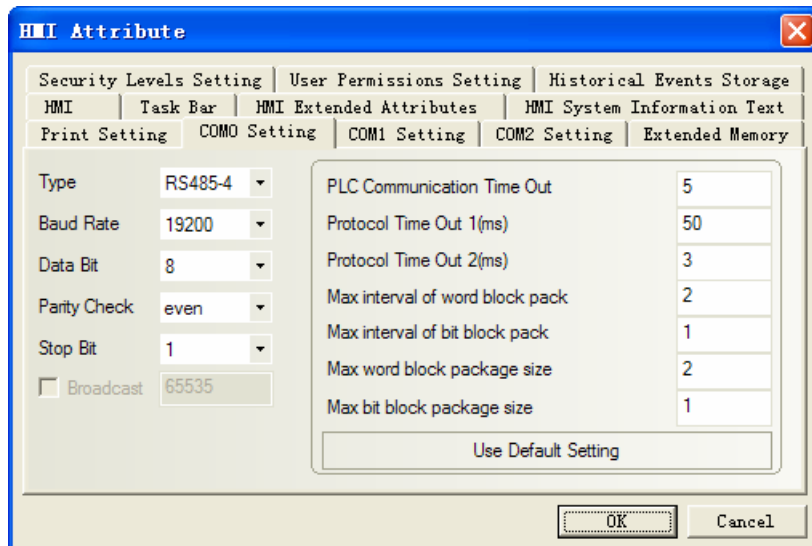 HMI Attribute
Security Levels Setting User Permissions Setting Historical Events Storage
HMI Task Bar HMI Extended Attributes HMI System Information Text
Print Setting COM0 Setting COM1 Setting COM2 Setting Extended Memory
Type RS485-4
Baud Rate 19200
Data Bit 8
Parity Check even
Stop Bit 1
Broadcast 65535
PLC Communication Time Out 5
Protocol Time Out 1(ms) 50
Protocol Time Out 2(ms) 3
Max interval of word block pack 2
Max interval of bit block pack 1
Max word block package size 2
Max bit block package size 1
Use Default Setting
OK Cancel